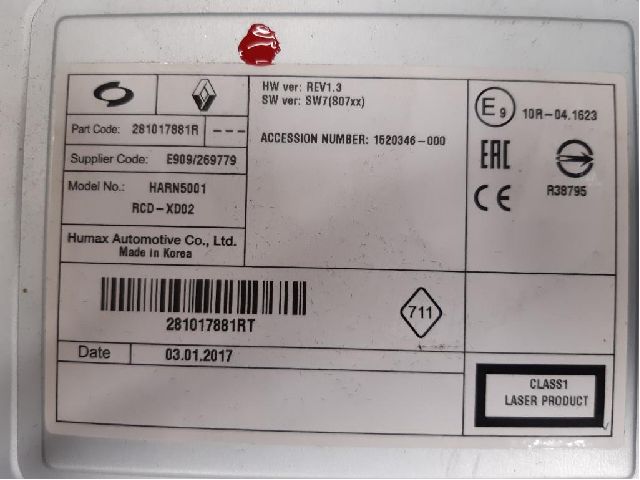 Part Code: 281017881R ---
Supplier Code: E909/269779
Model No.: HARN5001
RCD-XD02
Humax Automotive Co., Ltd.
Made in Korea
HW ver: REV1.3
SW ver: SW7(807xx)
ACCESSION NUMBER: 1620346-000
E9 10R-04.1623
EAC
CE
R38795
281017881RT
711
Date 03.01.2017
CLASS1
LASER PRODUCT